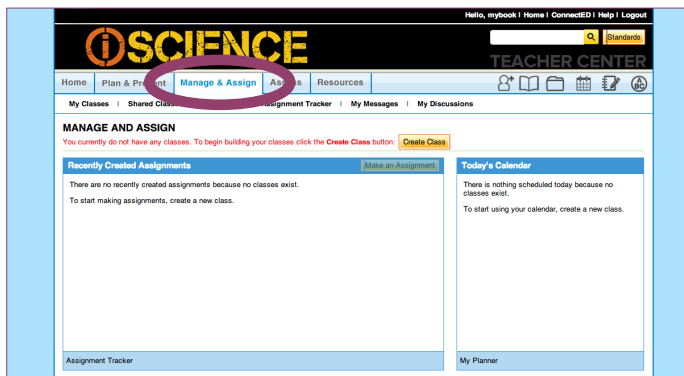 Hello, mybook | Home | ConnectED | Help | Logout
iSCIENCE
Standards
TEACHER CENTER
Home Plan & Present Manage & Assign Assess Resources
My Classes | Shared Assignment Tracker | My Messages | My Discussions
MANAGE AND ASSIGN
You currently do not have any classes. To begin building your classes click the Create Class button: Create Class
Recently Created Assignments Make an Assignment
There are no recently created assignments because no classes exist.
To start making assignments, create a new class.
Assignment Tracker
Today's Calendar
There is nothing scheduled today because no
classes exist.
To start using your calendar, create a new class.
My Planner